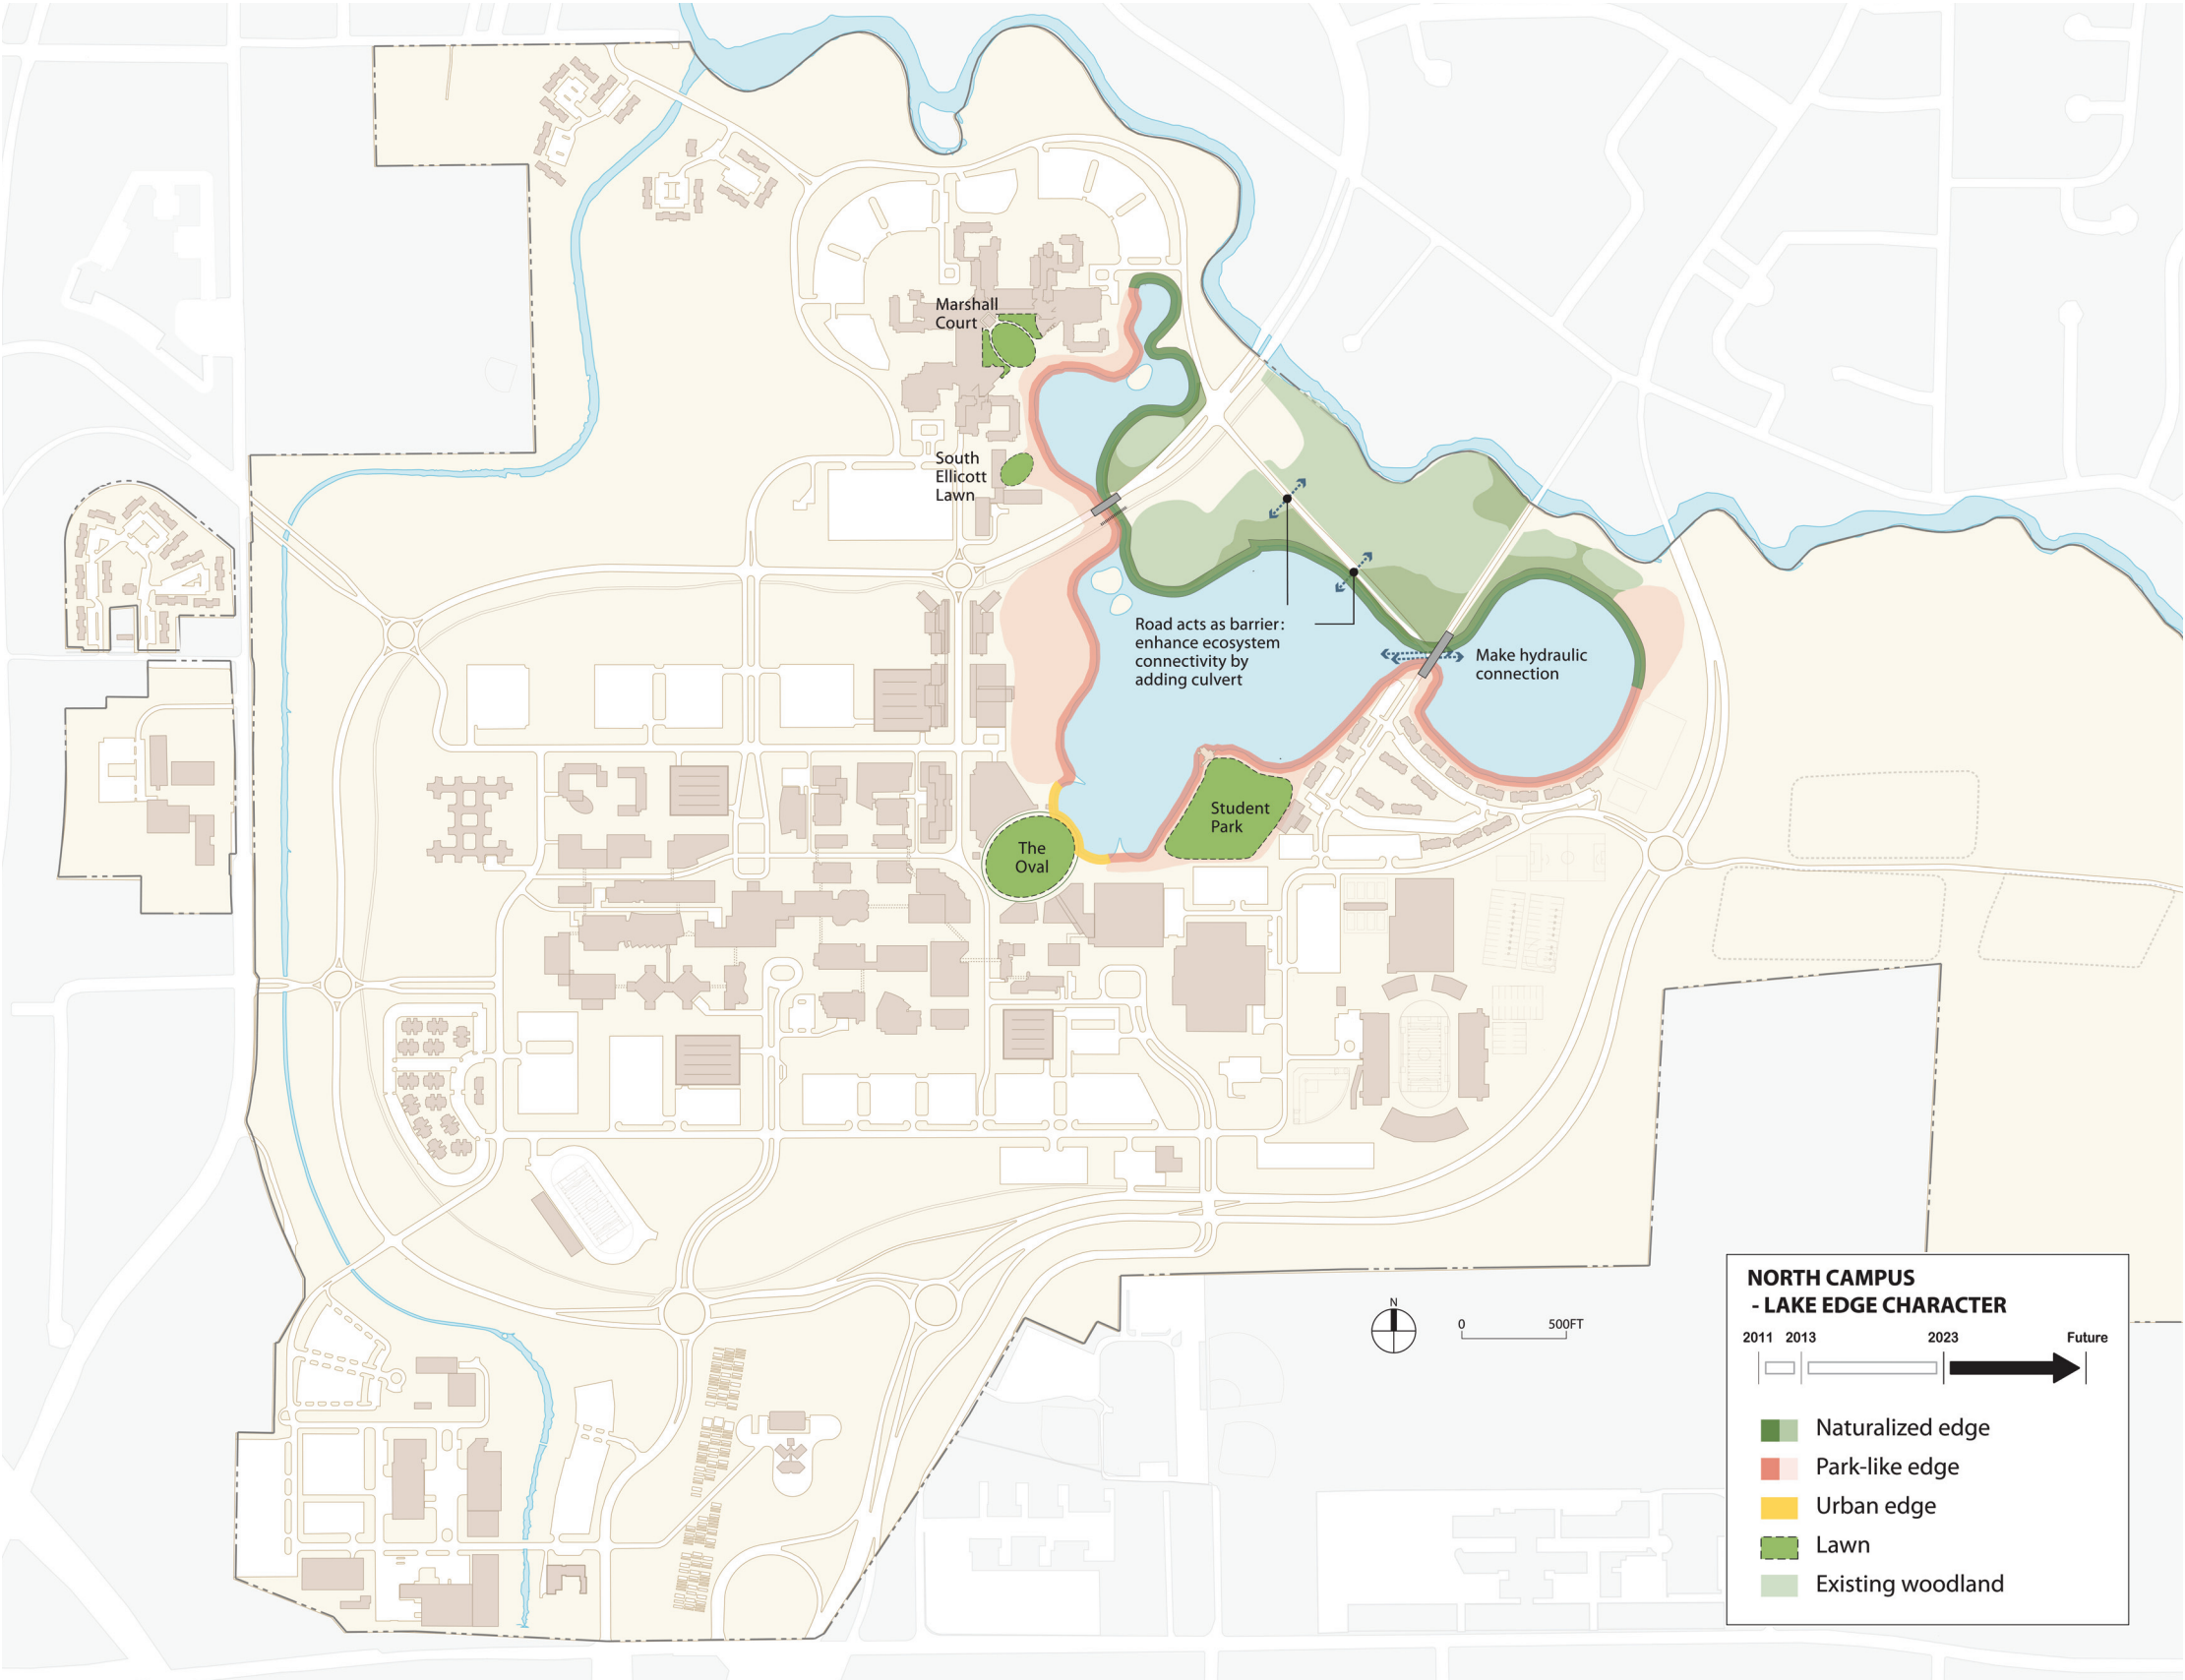 Marshall
Court
South
Ellicott
Lawn
Road acts as barrier:
enhance ecosystem
connectivity by
adding culvert
Make hydraulic
connection
Student
Park
The
Oval
N
0 500FT
NORTH CAMPUS
- LAKE EDGE CHARACTER
2011 2013 2023 Future
Naturalized edge
Park-like edge
Urban edge
Lawn
Existing woodland